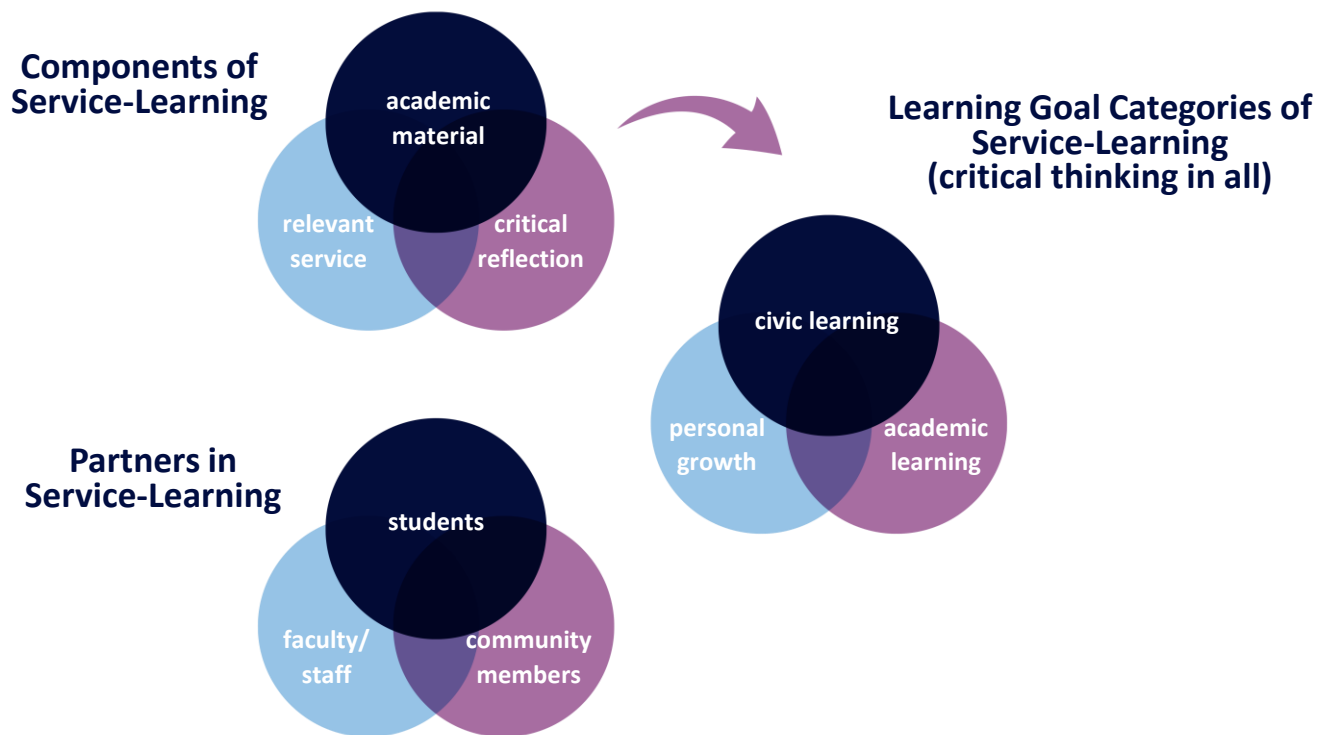 Components of
Service-Learning
academic
material
relevant
service
critical
reflection
Learning Goal Categories of
Service-Learning
(critical thinking in all)
civic learning
personal
growth
academic
learning
Partners in
Service-Learning
students
faculty/
staff
community
members